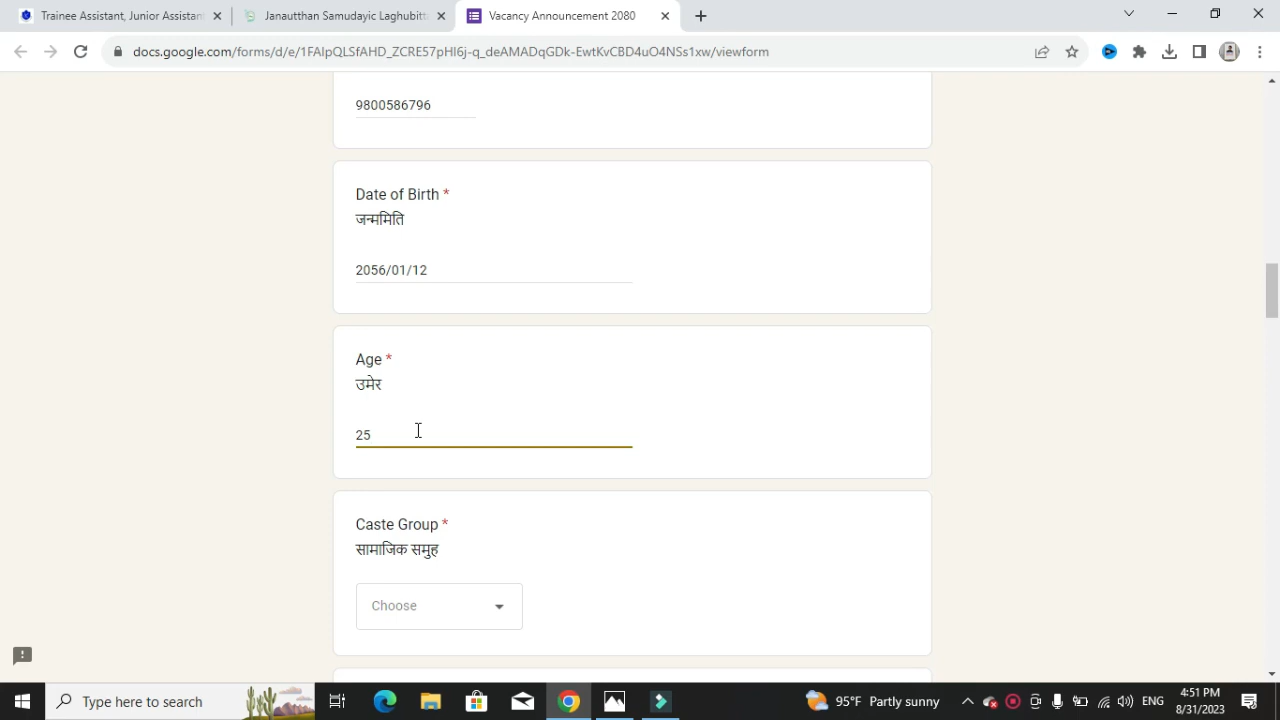 Trainee Assistant, Junior Assistan
Janautthan Samudayic Laghubitt
Vacancy Announcement 2080
docs.google.com/forms/d/e/1FAIpQLSfAHD_ZCRE57pHI6j-q_deAMADqGDk-EwtKvCBD4uO4NSs1xw/viewform
9800586796
Date of Birth *
जन्ममिति
2056/01/12
Age *
उमेर
25
Caste Group *
सामाजिक समुह
Choose
Type here to search
95°F Partly sunny
ENG
4:51 PM
8/31/2023